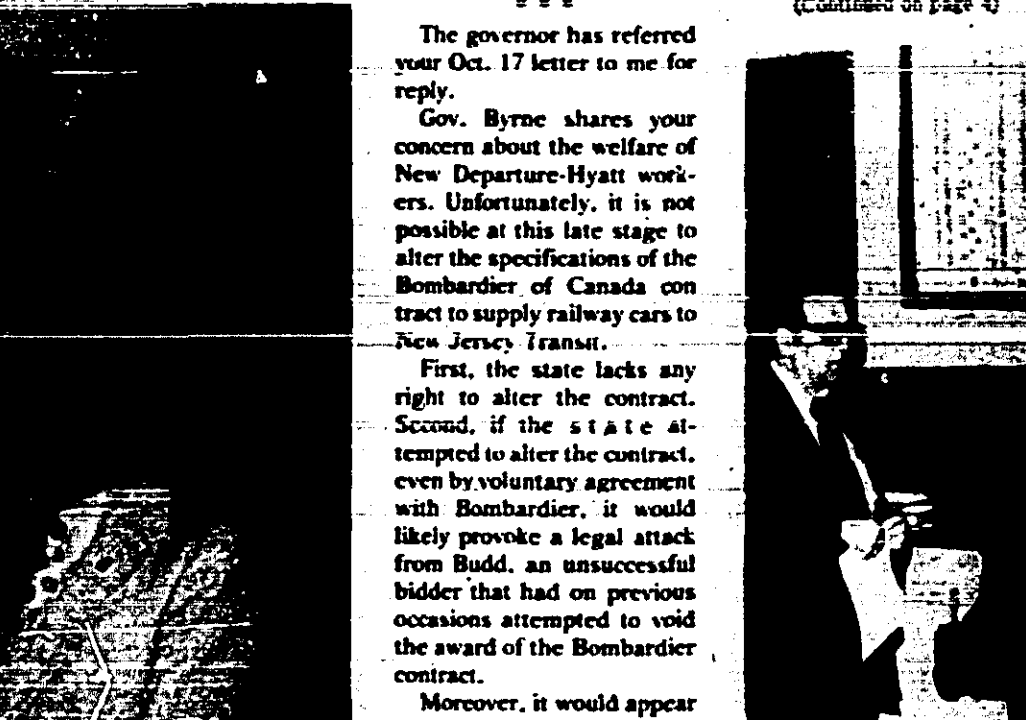 (Continued on page 4)
The governor has referred
your Oct. 17 letter to me for
reply.
Gov. Byrne shares your
concern about the welfare of
New Departure-Hyatt work-
ers. Unfortunately, it is not
possible at this late stage to
alter the specifications of the
Bombardier of Canada con
tract to supply railway cars to
New Jersey Transit.
First, the state lacks any
right to alter the contract.
Second, if the state at-
tempted to alter the contract,
even by voluntary agreement
with Bombardier, it would
likely provoke a legal attack
from Budd, an unsuccessful
bidder that had on previous
occasions attempted to void
the award of the Bombardier
contract.
Moreover, it would appear